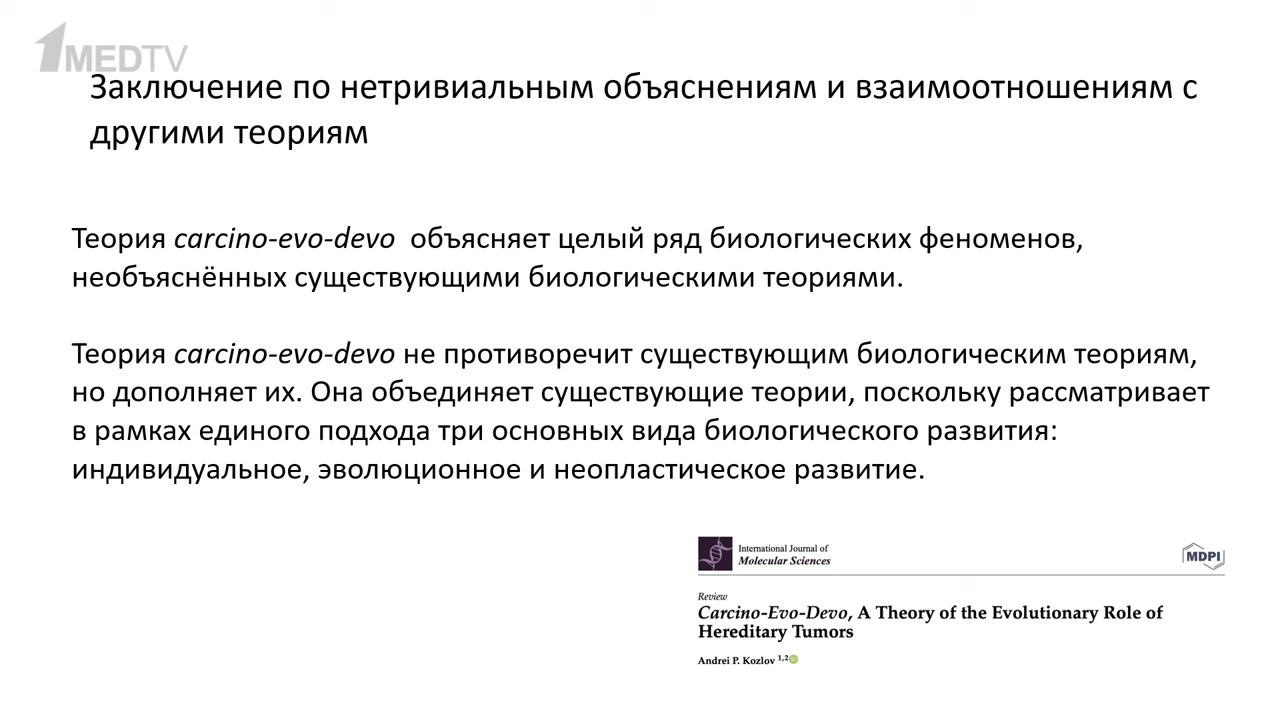 1MEDTV
Заключение по нетривиальным объяснениям и взаимоотношениям с
другими теориям
Теория carcino-evo-devo объясняет целый ряд биологических феноменов,
необъяснённых существующими биологическими теориями.
Теория carcino-evo-devo не противоречит существующим биологическим теориям,
но дополняет их. Она объединяет существующие теории, поскольку рассматривает
в рамках единого подхода три основных вида биологического развития:
индивидуальное, эволюционное и неопластическое развитие.
International Journal of
Molecular Sciences
MDPI
Review
Carcino-Evo-Devo, A Theory of the Evolutionary Role of
Hereditary Tumors
Andrei P. Kozlov 1,2